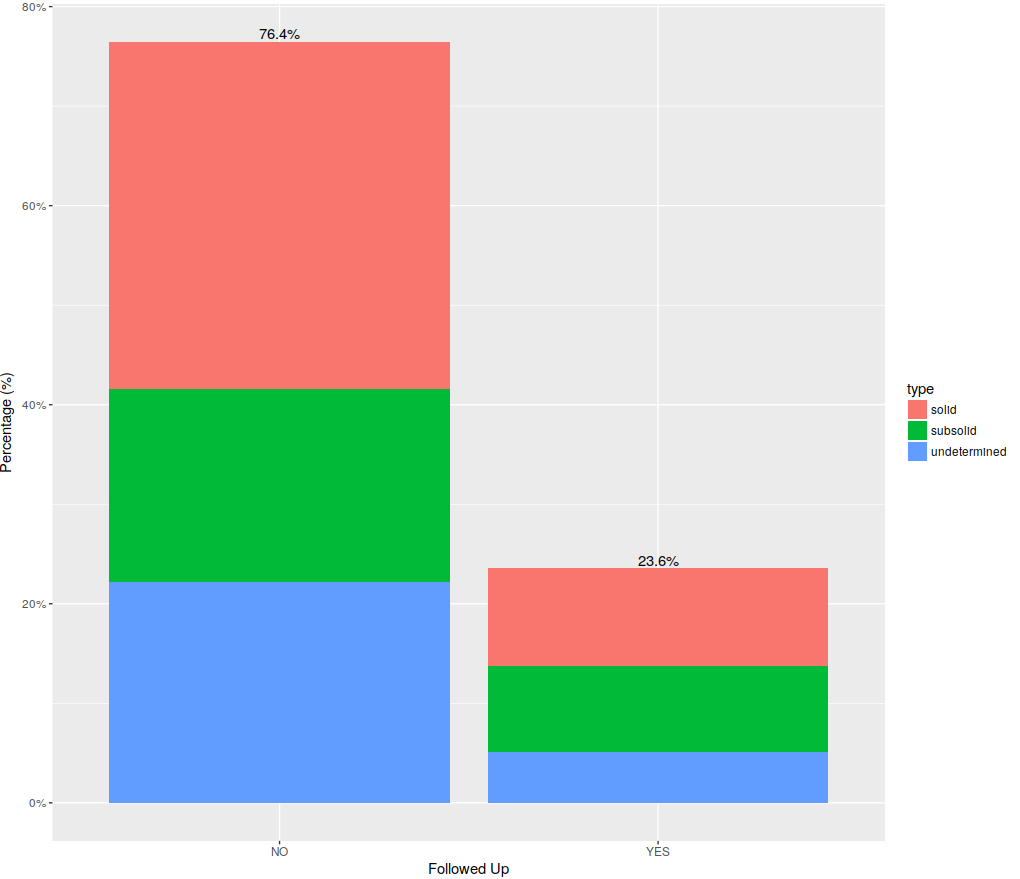 80%
60%
40%
20%
0%
Percentage (%)
76.4%
23.6%
NO
YES
Followed Up
type
solid
subsolid
undetermined